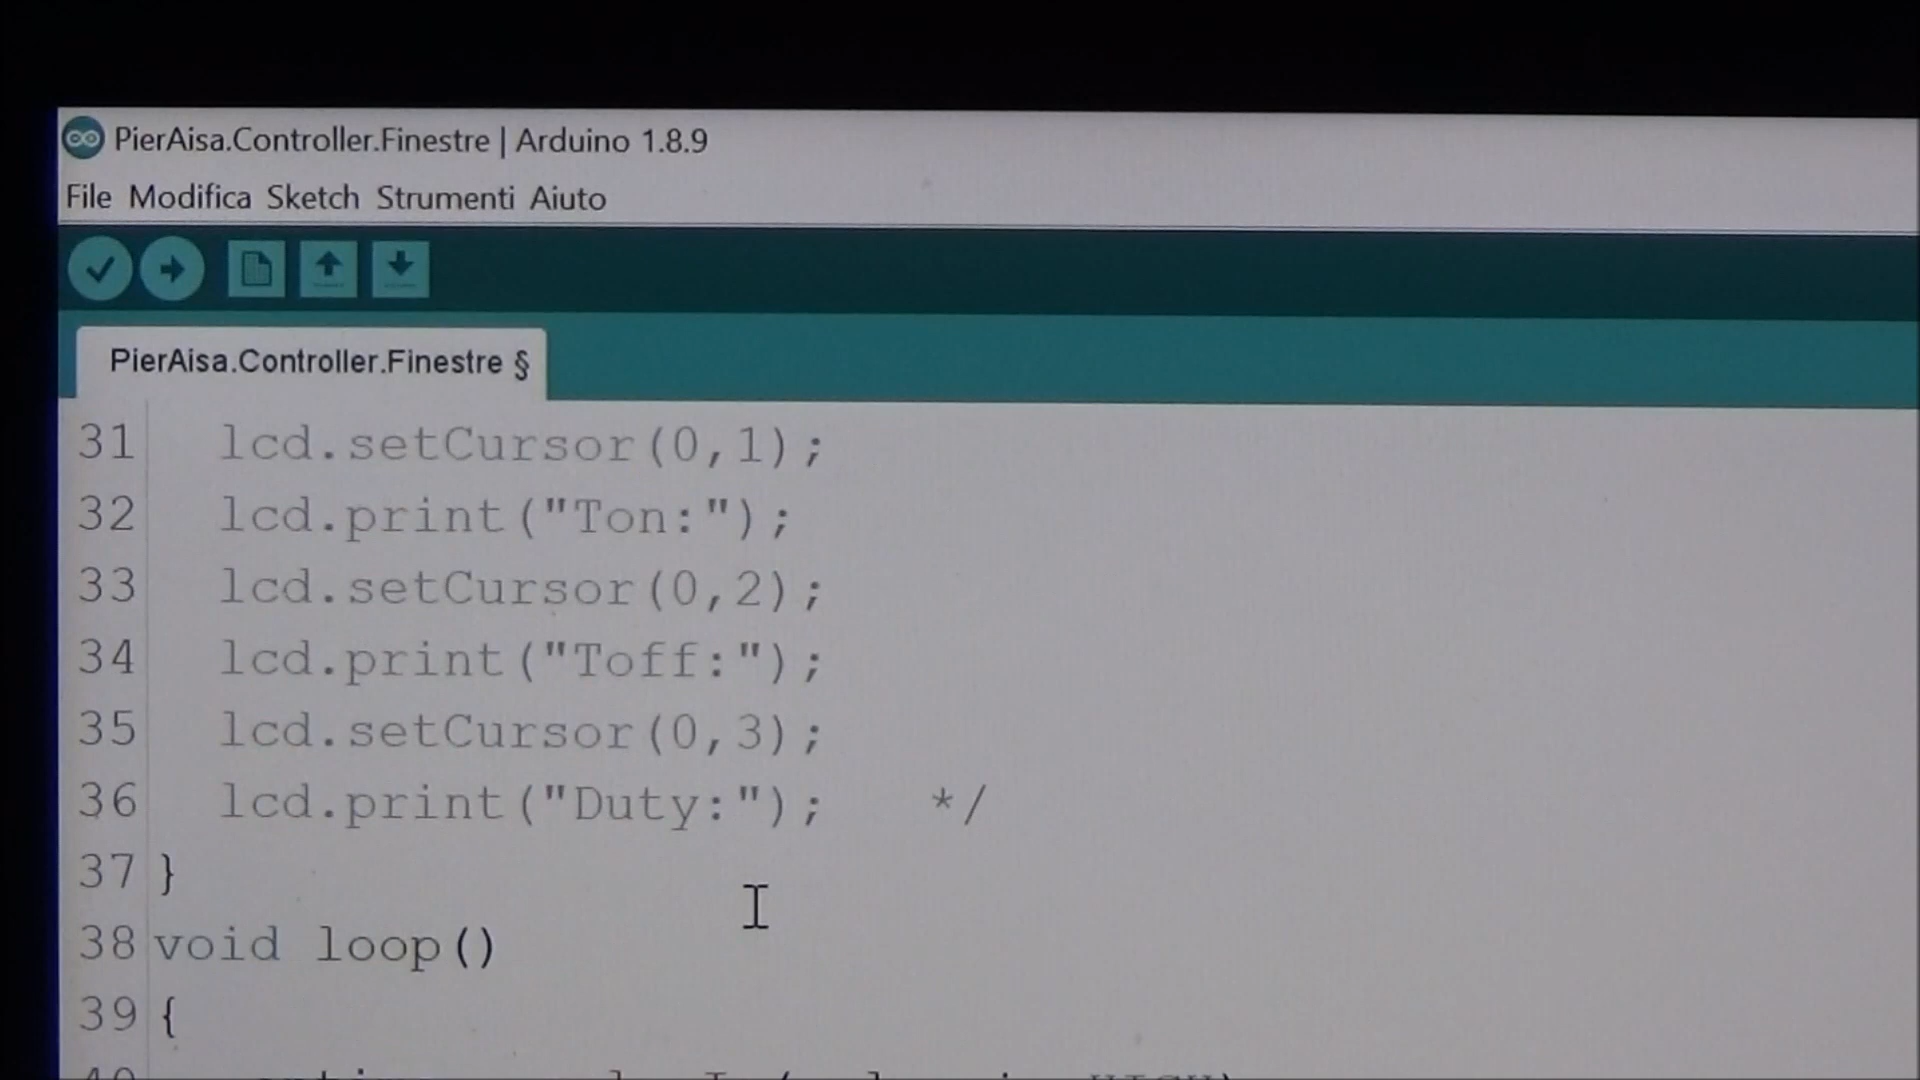 PierAisa.Controller.Finestre | Arduino 1.8.9
File Modifica Sketch Strumenti Aiuto
PierAisa.Controller.Finestre §
31 lcd.setCursor(0,1);
32 lcd.print("Ton:");
33 lcd.setCursor(0,2);
34 lcd.print("Toff:");
35 lcd.setCursor(0,3);
36 lcd.print("Duty:"); */
37 }
38 void loop()
39 {